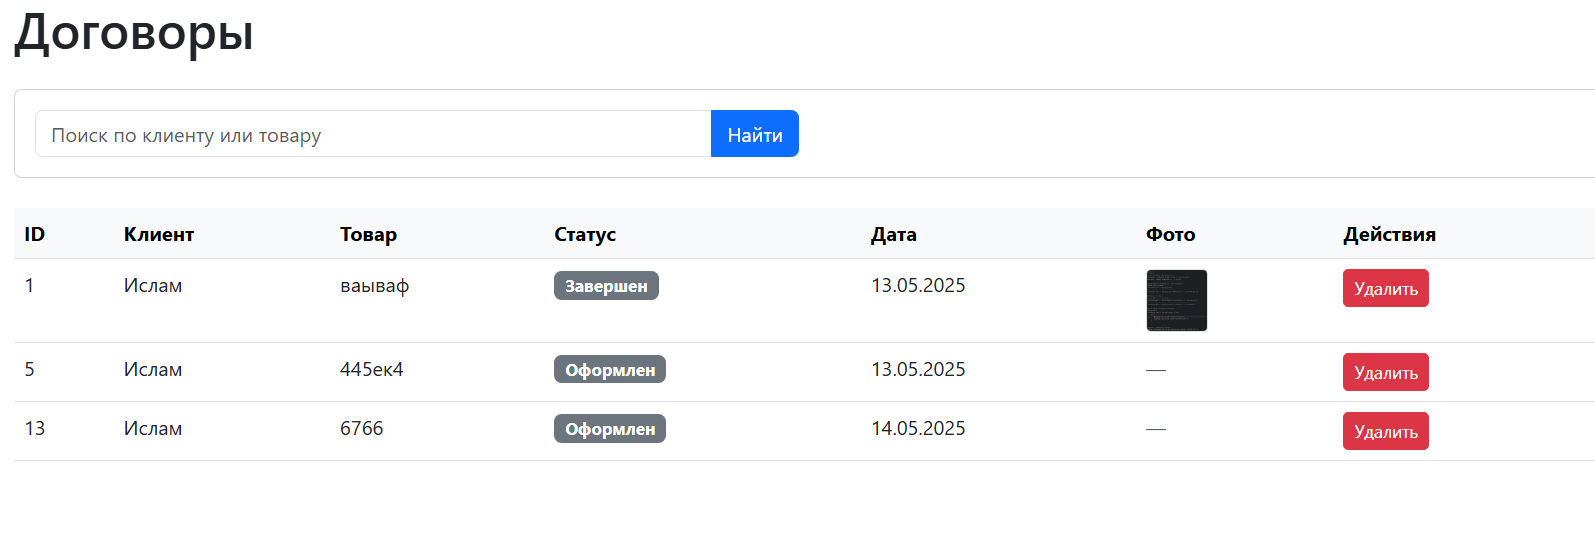 Договоры
Поиск по клиенту или товару Найти
ID Клиент Товар Статус Дата Фото Действия
1 Ислам ваываф Завершен 13.05.2025 Удалить
5 Ислам 445ек4 Оформлен 13.05.2025 — Удалить
13 Ислам 6766 Оформлен 14.05.2025 — Удалить